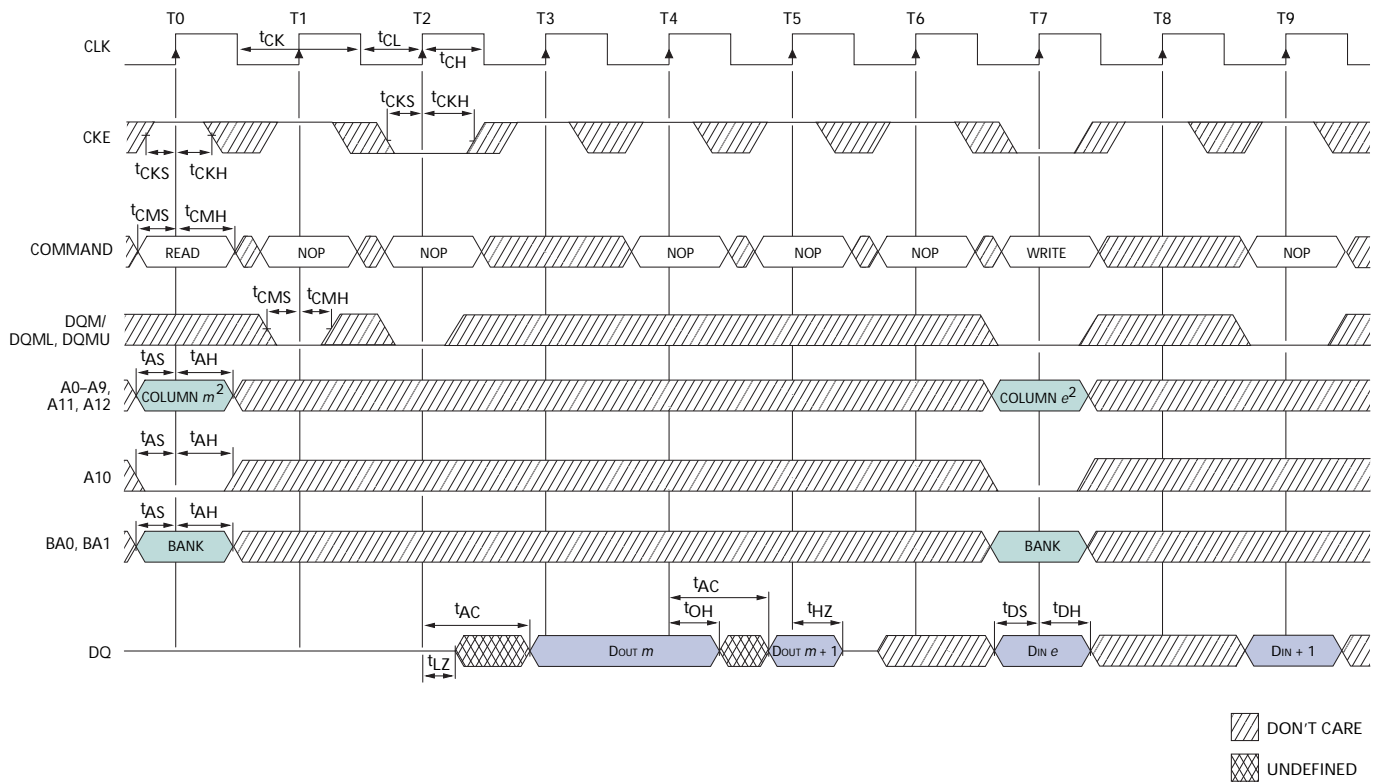 T0 T1 T2 T3 T4 T5 T6 T7 T8 T9
CLK
tCK tCL
tCH
tCKS tCKH
CKE
tCKS tCKH
tCMS tCMH
COMMAND READ NOP NOP NOP NOP NOP WRITE NOP
tCMS tCMH
DQM/
DQML, DQMU
tAS tAH
A0–A9,
A11, A12
COLUMN m2 COLUMN e2
tAS tAH
A10
tAS tAH
BA0, BA1 BANK BANK
tAC
tAC tOH tHZ tDS tDH
DQ DOUT m DOUT m + 1 DIN e DIN + 1
tLZ
DON'T CARE
UNDEFINED